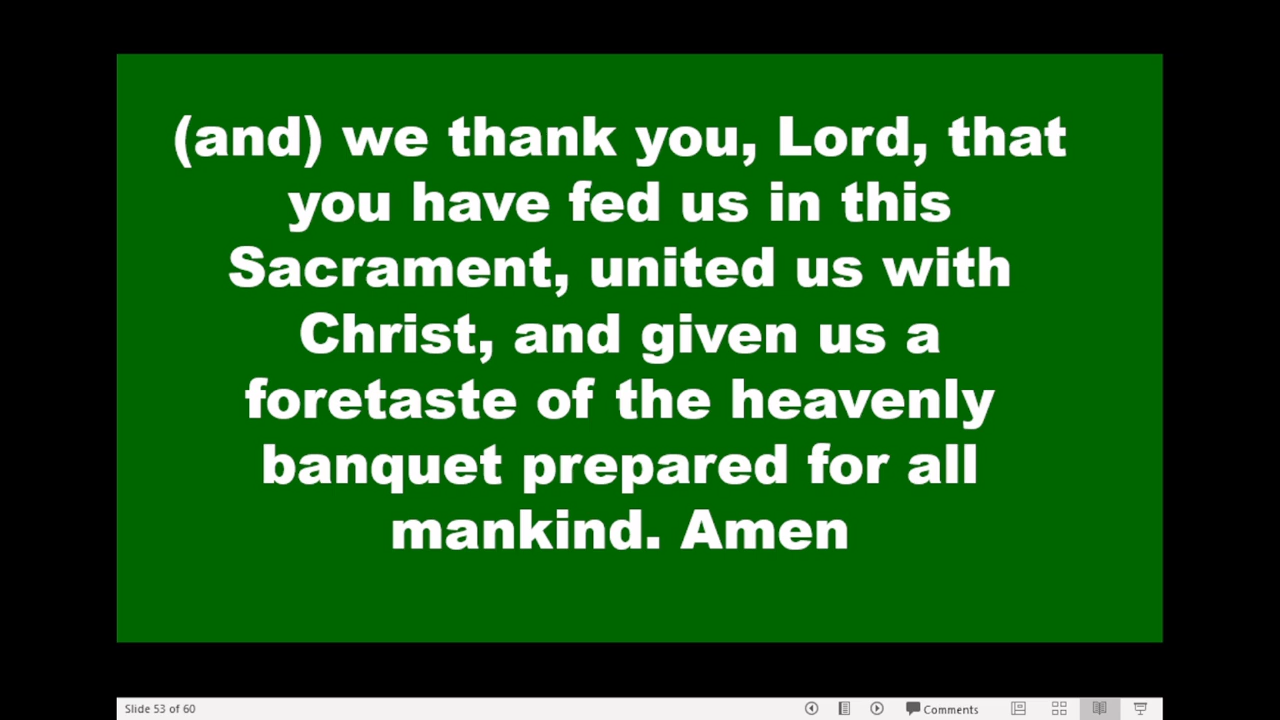 (and) we thank you, Lord, that
you have fed us in this
Sacrament, united us with
Christ, and given us a
foretaste of the heavenly
banquet prepared for all
mankind. Amen
Slide 53 of 60
Comments